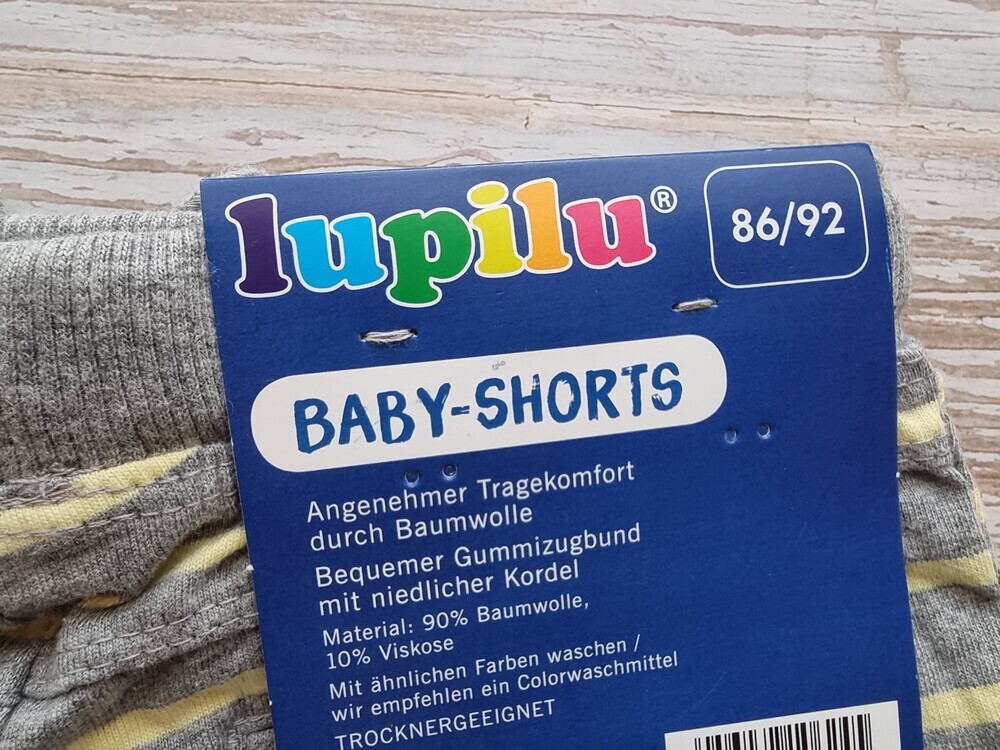 lupilu®
86/92
BABY-SHORTS
Angenehmer Tragekomfort
durch Baumwolle
Bequemer Gummizugbund
mit niedlicher Kordel
Material: 90% Baumwolle,
10% Viskose
Mit ähnlichen Farben waschen /
wir empfehlen ein Colorwaschmittel
TROCKNERGEEIGNET